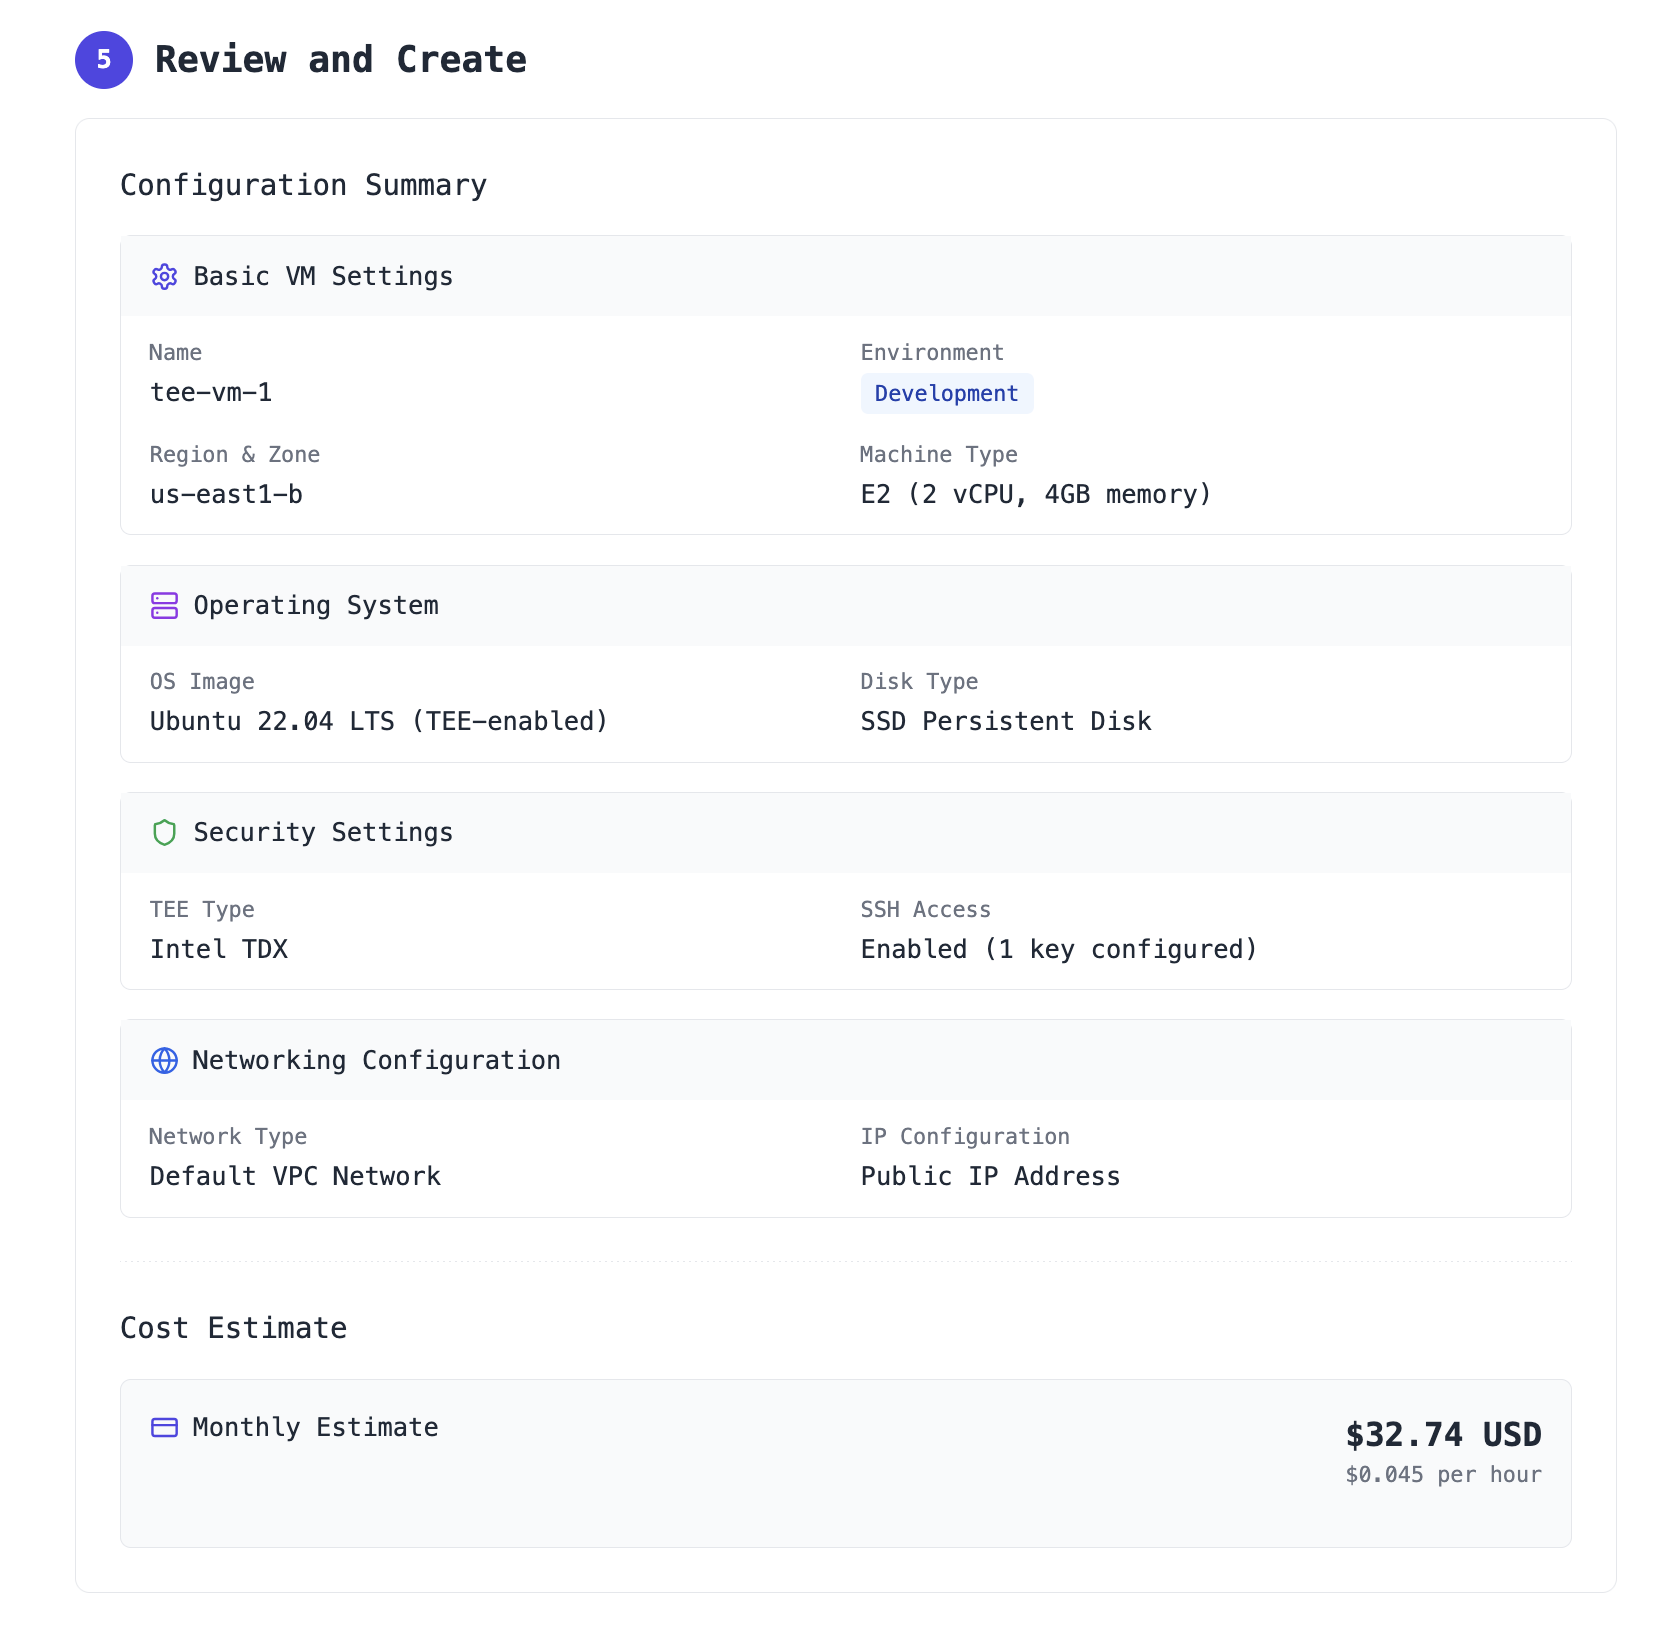 5 Review and Create
Configuration Summary
Basic VM Settings
Name
tee-vm-1
Environment
Development
Region & Zone
us-east1-b
Machine Type
E2 (2 vCPU, 4GB memory)
Operating System
OS Image
Ubuntu 22.04 LTS (TEE-enabled)
Disk Type
SSD Persistent Disk
Security Settings
TEE Type
Intel TDX
SSH Access
Enabled (1 key configured)
Networking Configuration
Network Type
Default VPC Network
IP Configuration
Public IP Address
Cost Estimate
Monthly Estimate
$32.74 USD
$0.045 per hour